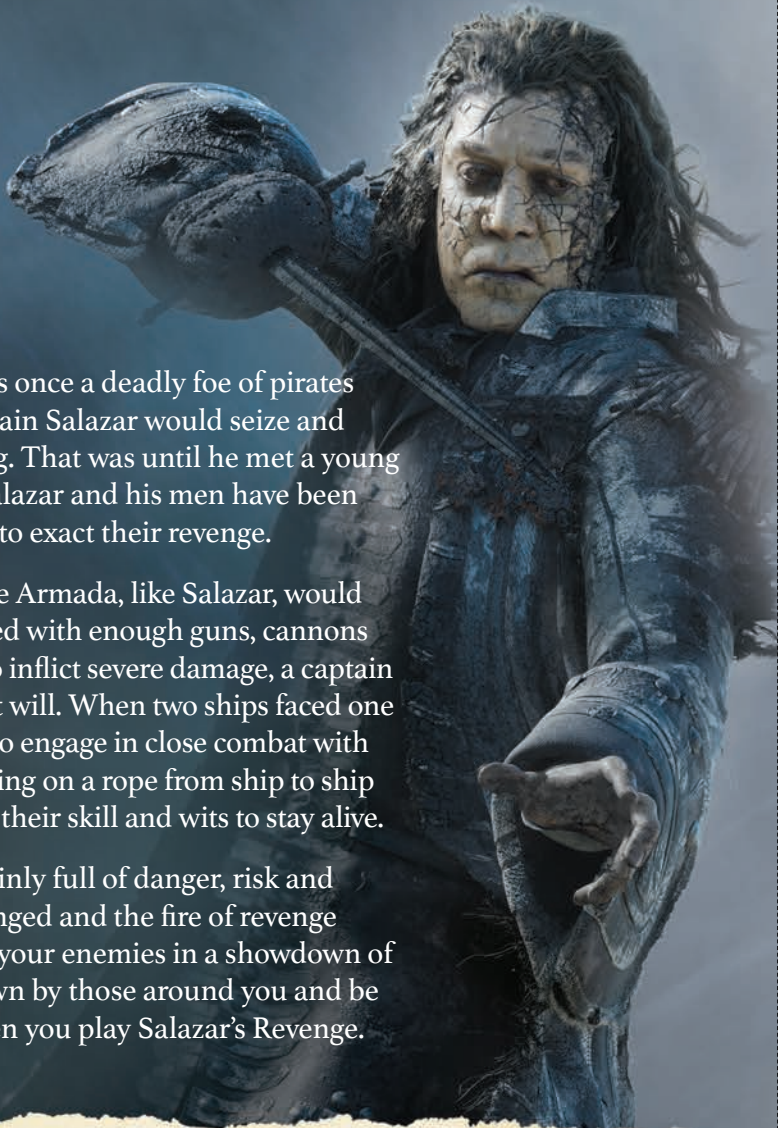 s once a deadly foe of pirates
ain Salazar would seize and
g. That was until he met a young
alazar and his men have been
to exact their revenge.
e Armada, like Salazar, would
ed with enough guns, cannons
o inflict severe damage, a captain
t will. When two ships faced one
o engage in close combat with
ing on a rope from ship to ship
their skill and wits to stay alive.
inly full of danger, risk and
nged and the fire of revenge
your enemies in a showdown of
wn by those around you and be
en you play Salazar’s Revenge.